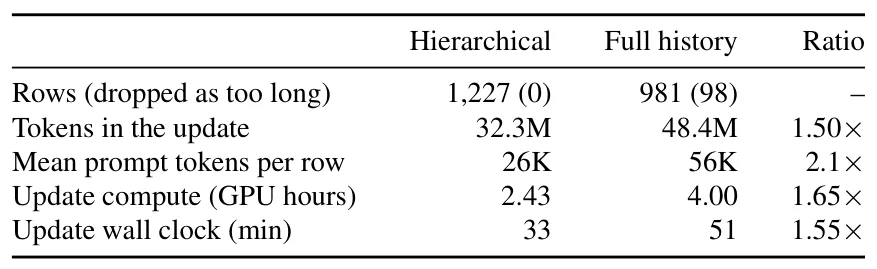 Hierarchical Full history Ratio
Rows (dropped as too long) 1,227 (0) 981 (98) –
Tokens in the update 32.3M 48.4M 1.50×
Mean prompt tokens per row 26K 56K 2.1×
Update compute (GPU hours) 2.43 4.00 1.65×
Update wall clock (min) 33 51 1.55×